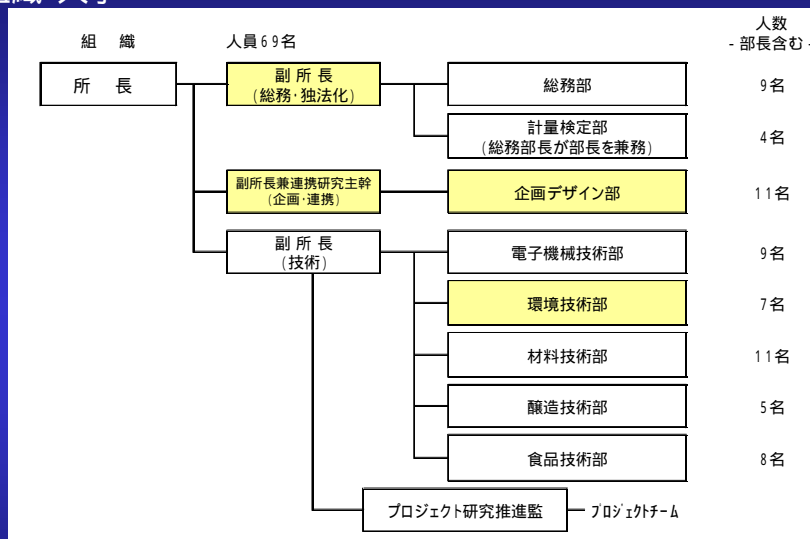 組 織 人員69名 人数
- 部長含む -
所 長
副 所 長
(総務・独法化)
総務部 9名
計量検定部
(総務部長が部長を兼務) 4名
副所長兼連携研究主幹
(企画・連携)
企画デザイン部 11名
副 所 長
(技術)
電子機械技術部 9名
環境技術部 7名
材料技術部 11名
醸造技術部 5名
食品技術部 8名
プロジェクト研究推進監 プロジェクトチーム